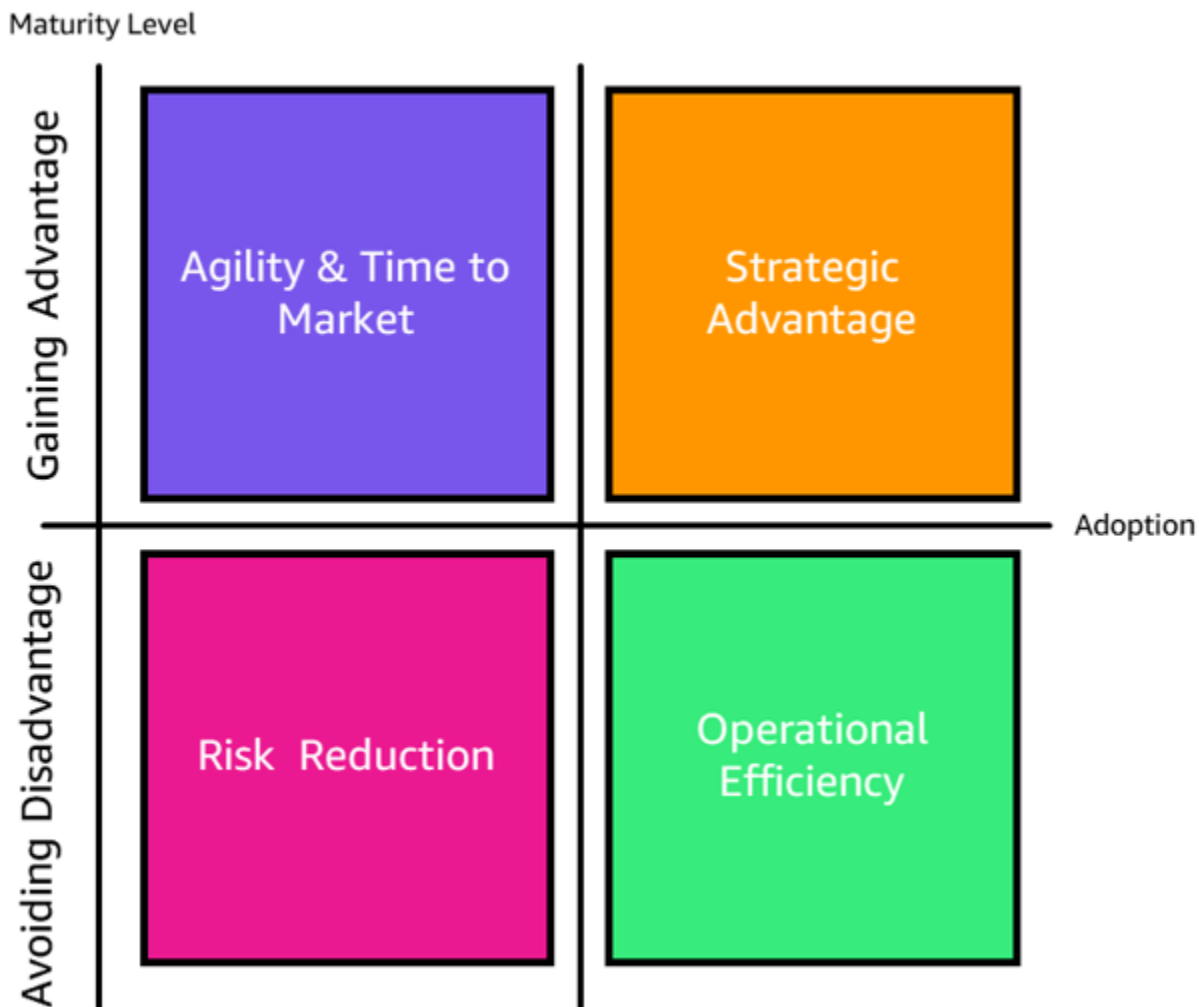 Maturity Level
Gaining Advantage
Agility & Time to
Market
Strategic
Advantage
Adoption
Avoiding Disadvantage
Risk Reduction
Operational
Efficiency